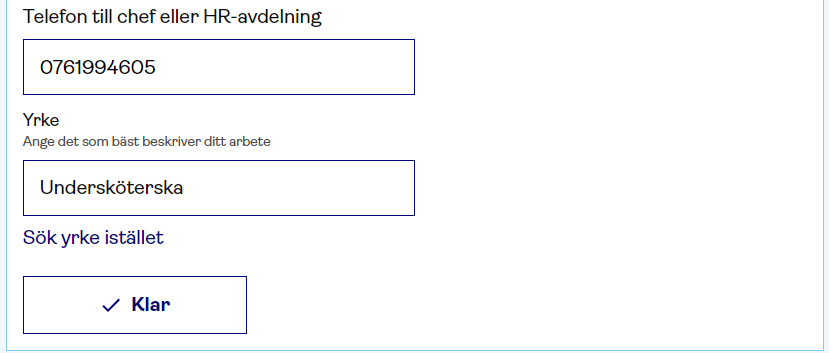 Telefon till chef eller HR-avdelning
0761994605
Yrke
Ange det som bäst beskriver ditt arbete
Undersköterska
Sök yrke istället
Klar